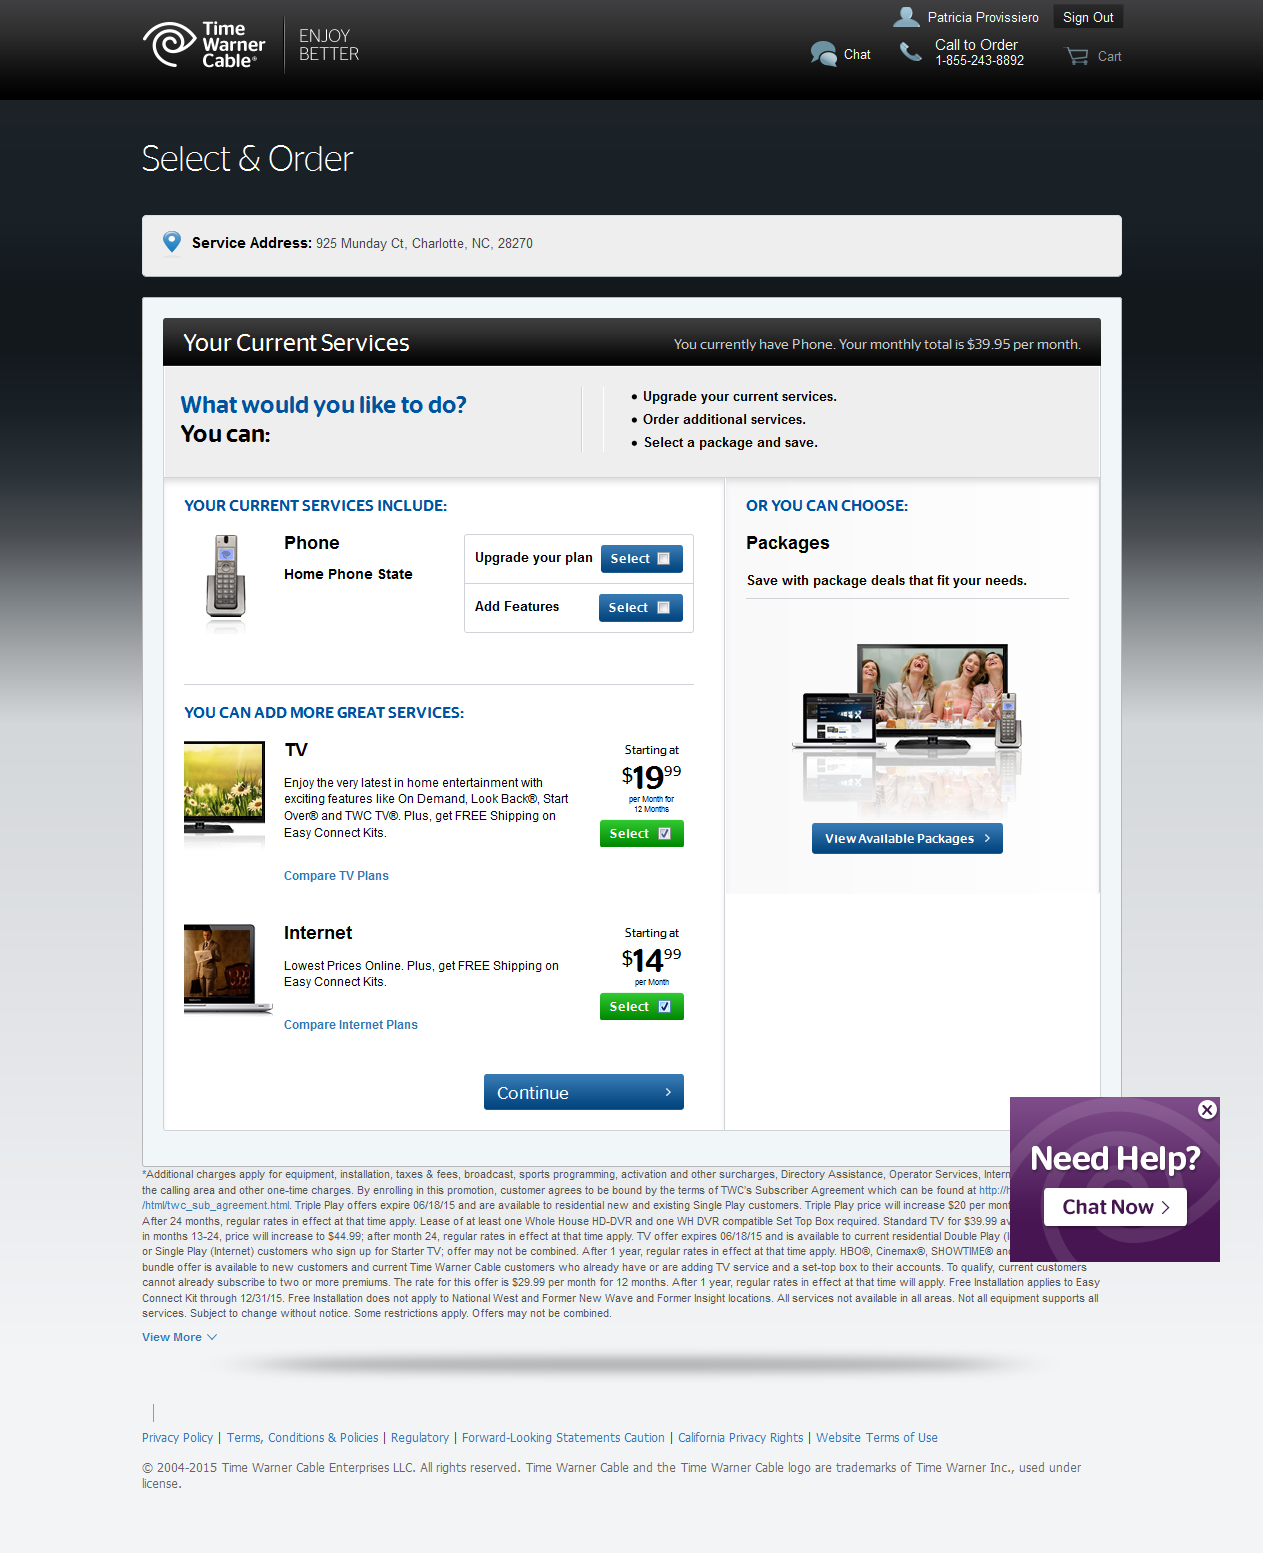 Time
Warner
Cable®
ENJOY
BETTER
Patricia Provissiero
Sign Out
Chat
Call to Order
1-855-243-8892
Cart
Select & Order
Service Address: 925 Munday Ct, Charlotte, NC, 28270
Your Current Services
You currently have Phone. Your monthly total is $39.95 per month.
What would you like to do?
You can:
• Upgrade your current services.
• Order additional services.
• Select a package and save.
YOUR CURRENT SERVICES INCLUDE:
Phone
Home Phone State
Upgrade your plan
Select
Add Features
Select
YOU CAN ADD MORE GREAT SERVICES:
TV
Enjoy the very latest in home entertainment with
exciting features like On Demand, Look Back®, Start
Over® and TWC TV®. Plus, get FREE Shipping on
Easy Connect Kits.
Compare TV Plans
Starting at
$19.99
per Month for
12 Months
Select
Internet
Lowest Prices Online. Plus, get FREE Shipping on
Easy Connect Kits.
Compare Internet Plans
Starting at
$14.99
per Month
Select
Continue
OR YOU CAN CHOOSE:
Packages
Save with package deals that fit your needs.
View Available Packages
Need Help?
Chat Now
*Additional charges apply for equipment, installation, taxes & fees, broadcast, sports programming, activation and other surcharges, Directory Assistance, Operator Services,
the calling area and other one-time charges. By enrolling in this promotion, customer agrees to be bound by the terms of TWC's Subscriber Agreement which can be found at http://
/html/twc_sub_agreement.html. Triple Play offers expire 06/18/15 and are available to residential new and existing Single Play customers. Triple Play price will increase $20 per
After 24 months, regular rates in effect at that time apply. Lease of at least one Whole House HD-DVR and one WH DVR compatible Set Top Box required. Standard TV for $39.99
in months 13-24, price will increase to $44.99; after month 24, regular rates in effect at that time apply. TV offer expires 06/18/15 and is available to current residential Double Play
or Single Play (Internet) customers who sign up for Starter TV; offer may not be combined. After 1 year, regular rates in effect at that time apply. HBO®, Cinemax®, SHOWTIME®
bundle offer is available to new customers and current Time Warner Cable customers who already have or are adding TV service and a set-top box to their accounts. To qualify, current customers
cannot already subscribe to two or more premiums. The rate for this offer is $29.99 per month for 12 months. After 1 year, regular rates in effect at that time will apply. Free Installation applies to Easy
Connect Kit through 12/31/15. Free Installation does not apply to National West and Former New Wave and Former Insight locations. All services not available in all areas. Not all equipment supports all
services. Subject to change without notice. Some restrictions apply. Offers may not be combined.
View More
Privacy Policy | Terms, Conditions & Policies | Regulatory | Forward-Looking Statements Caution | California Privacy Rights | Website Terms of Use
© 2004-2015 Time Warner Cable Enterprises LLC. All rights reserved. Time Warner Cable and the Time Warner Cable logo are trademarks of Time Warner Inc., used under
license.